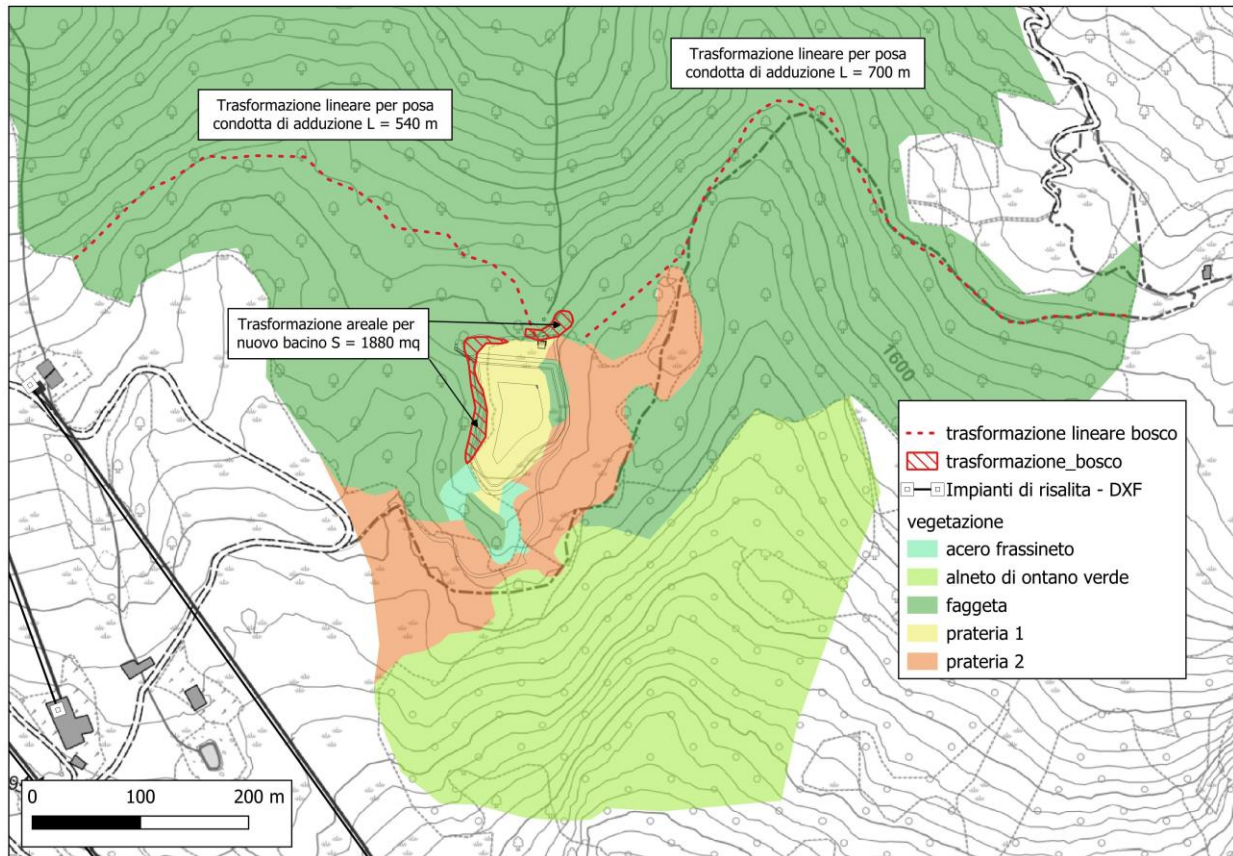 Trasformazione lineare per posa
condotta di adduzione L = 700 m
Trasformazione lineare per posa
condotta di adduzione L = 540 m
Trasformazione areale per
nuovo bacino S = 1880 mq
1600
trasformazione lineare bosco
trasformazione_bosco
Impianti di risalita - DXF
vegetazione
acero frassineto
alneto di ontano verde
faggeta
prateria 1
prateria 2
0 100 200 m